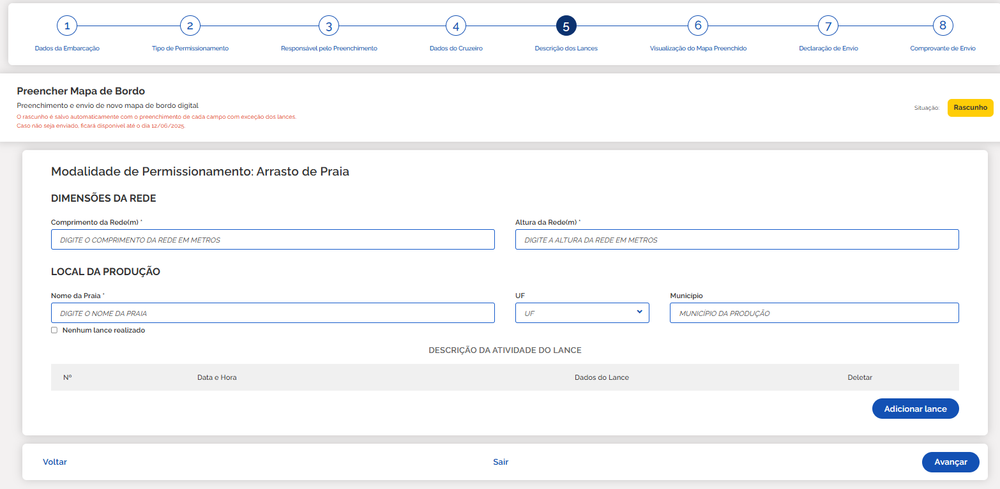 1 2 3 4 5 6 7 8
Dados da Embarcação Tipo de Permissionamento Responsável pelo Preenchimento Dados do Cruzeiro Descrição dos Lances Visualização do Mapa Preenchido Declaração de Envio Comprovante de Envio
Preencher Mapa de Bordo
Preenchimento e envio de novo mapa de bordo digital
Situação: Rascunho
O rascunho é salvo automaticamente com o preenchimento de cada campo com exceção dos lances.
Caso não seja enviado, ficará disponível até o dia 12/06/2025.
Modalidade de Permissionamento: Arrasto de Praia
DIMENSÕES DA REDE
Comprimento da Rede(m) * Altura da Rede(m) *
DIGITE O COMPRIMENTO DA REDE EM METROS DIGITE A ALTURA DA REDE EM METROS
LOCAL DA PRODUÇÃO
Nome da Praia * UF Município
DIGITE O NOME DA PRAIA UF MUNICÍPIO DA PRODUÇÃO
Nenhum lance realizado
DESCRIÇÃO DA ATIVIDADE DO LANCE
Nº Data e Hora Dados do Lance Deletar
Adicionar lance
Voltar Sair Avançar